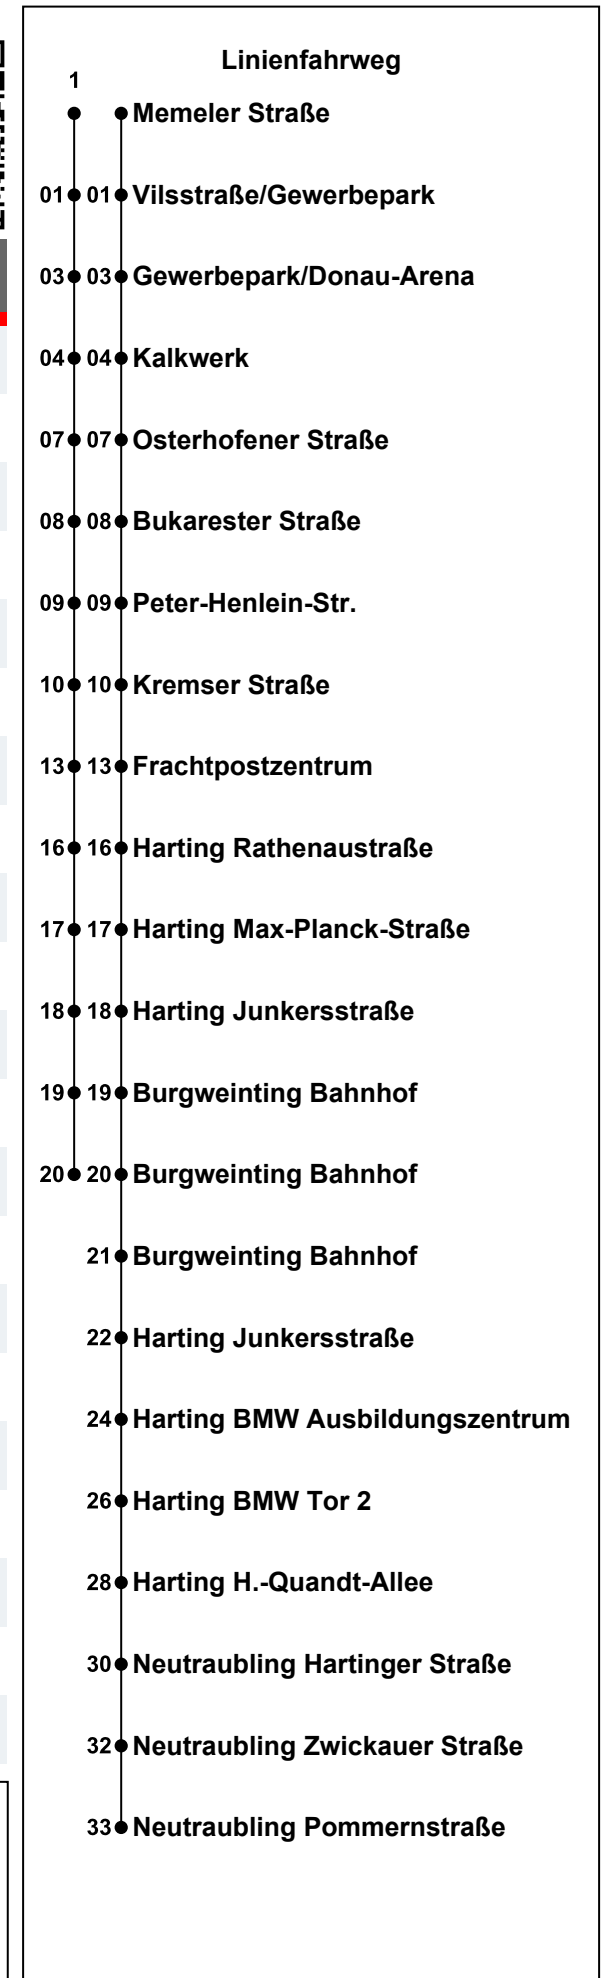 Linienfahrweg
1
Memeler Straße
01 01 Vilsstraße/Gewerbepark
03 03 Gewerbepark/Donau-Arena
04 04 Kalkwerk
07 07 Osterhofener Straße
08 08 Bukarester Straße
09 09 Peter-Henlein-Str.
10 10 Kremser Straße
13 13 Frachtpostzentrum
16 16 Harting Rathenaustraße
17 17 Harting Max-Planck-Straße
18 18 Harting Junkersstraße
19 19 Burgweinting Bahnhof
20 20 Burgweinting Bahnhof
21 Burgweinting Bahnhof
22 Harting Junkersstraße
24 Harting BMW Ausbildungszentrum
26 Harting BMW Tor 2
28 Harting H.-Quandt-Allee
30 Neutraubling Hartinger Straße
32 Neutraubling Zwickauer Straße
33 Neutraubling Pommernstraße